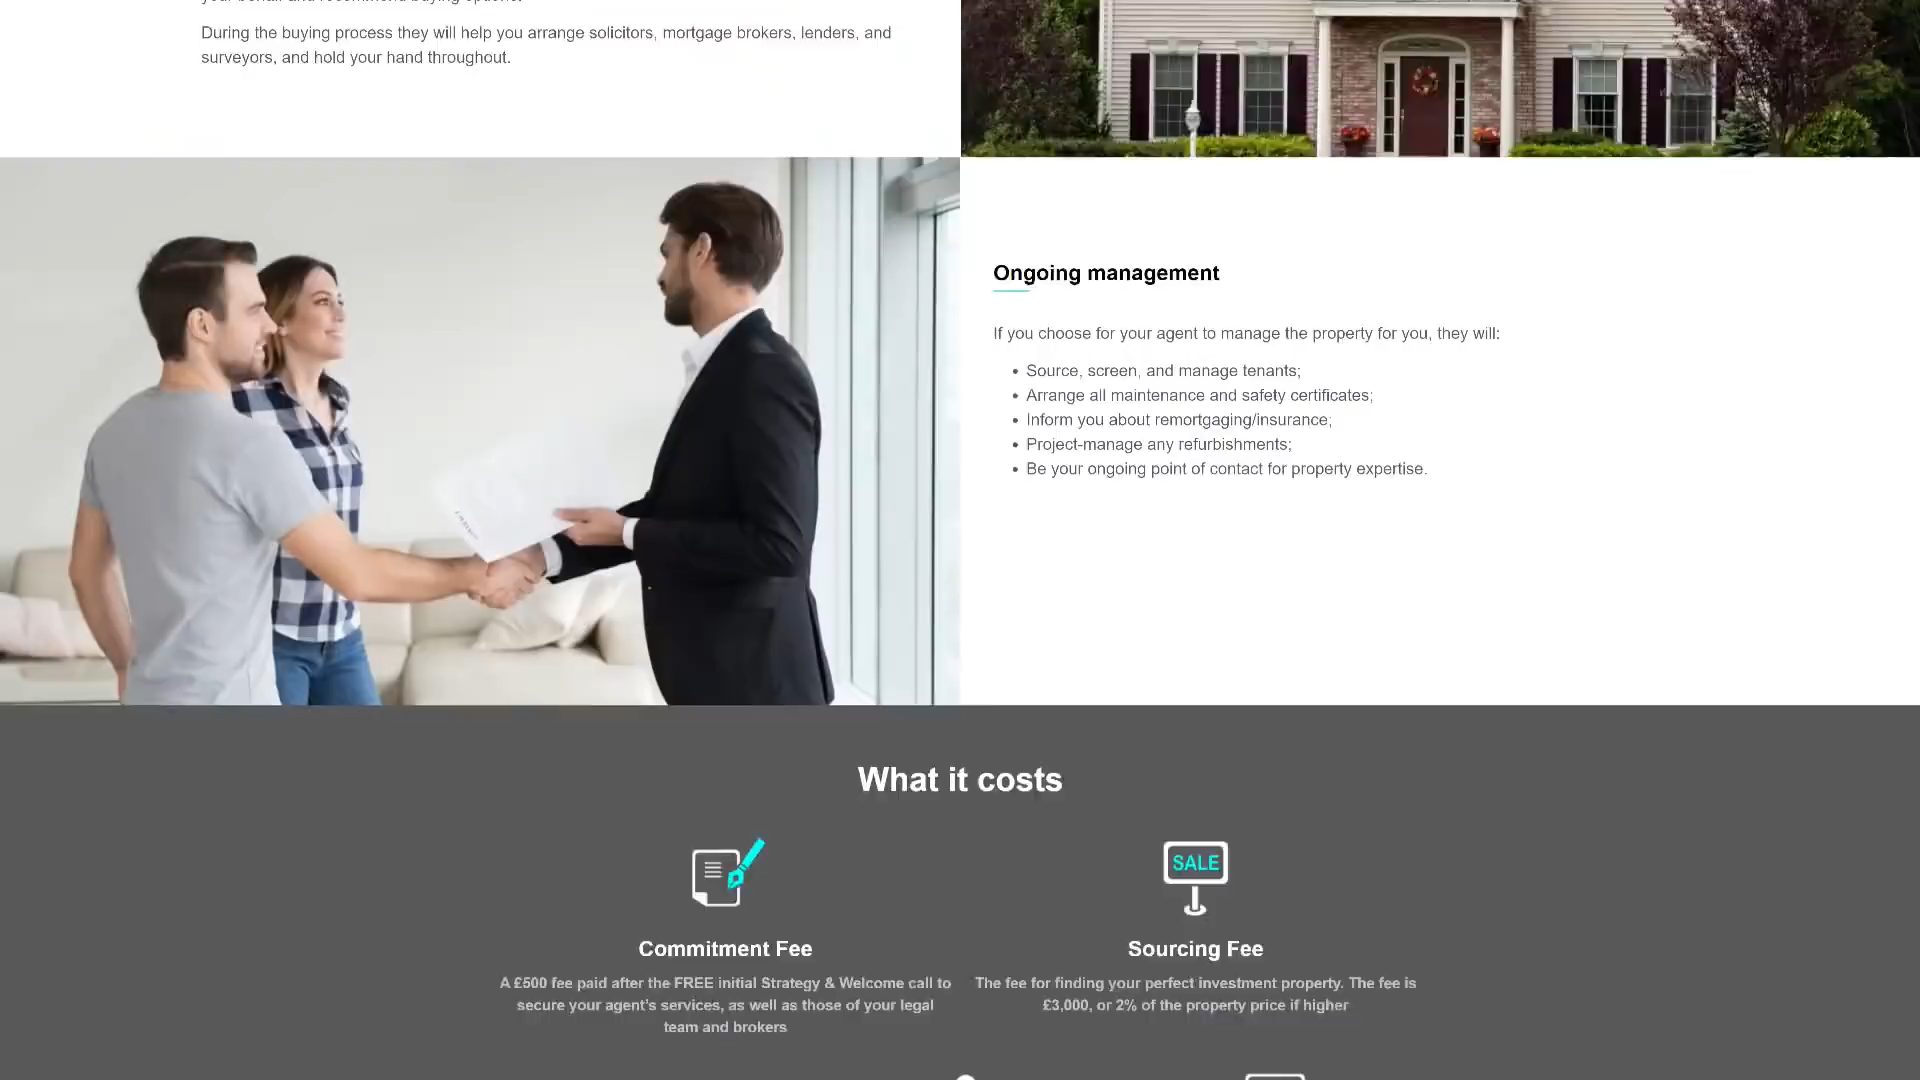 During the buying process they will help you arrange solicitors, mortgage brokers, lenders, and
surveyors, and hold your hand throughout.
Ongoing management
If you choose for your agent to manage the property for you, they will:
• Source, screen, and manage tenants;
• Arrange all maintenance and safety certificates;
• Inform you about remortgaging/insurance;
• Project-manage any refurbishments;
• Be your ongoing point of contact for property expertise.
What it costs
SALE
Commitment Fee
A £500 fee paid after the FREE initial Strategy & Welcome call to
secure your agent's services, as well as those of your legal
team and brokers
Sourcing Fee
The fee for finding your perfect investment property. The fee is
£3,000, or 2% of the property price if higher